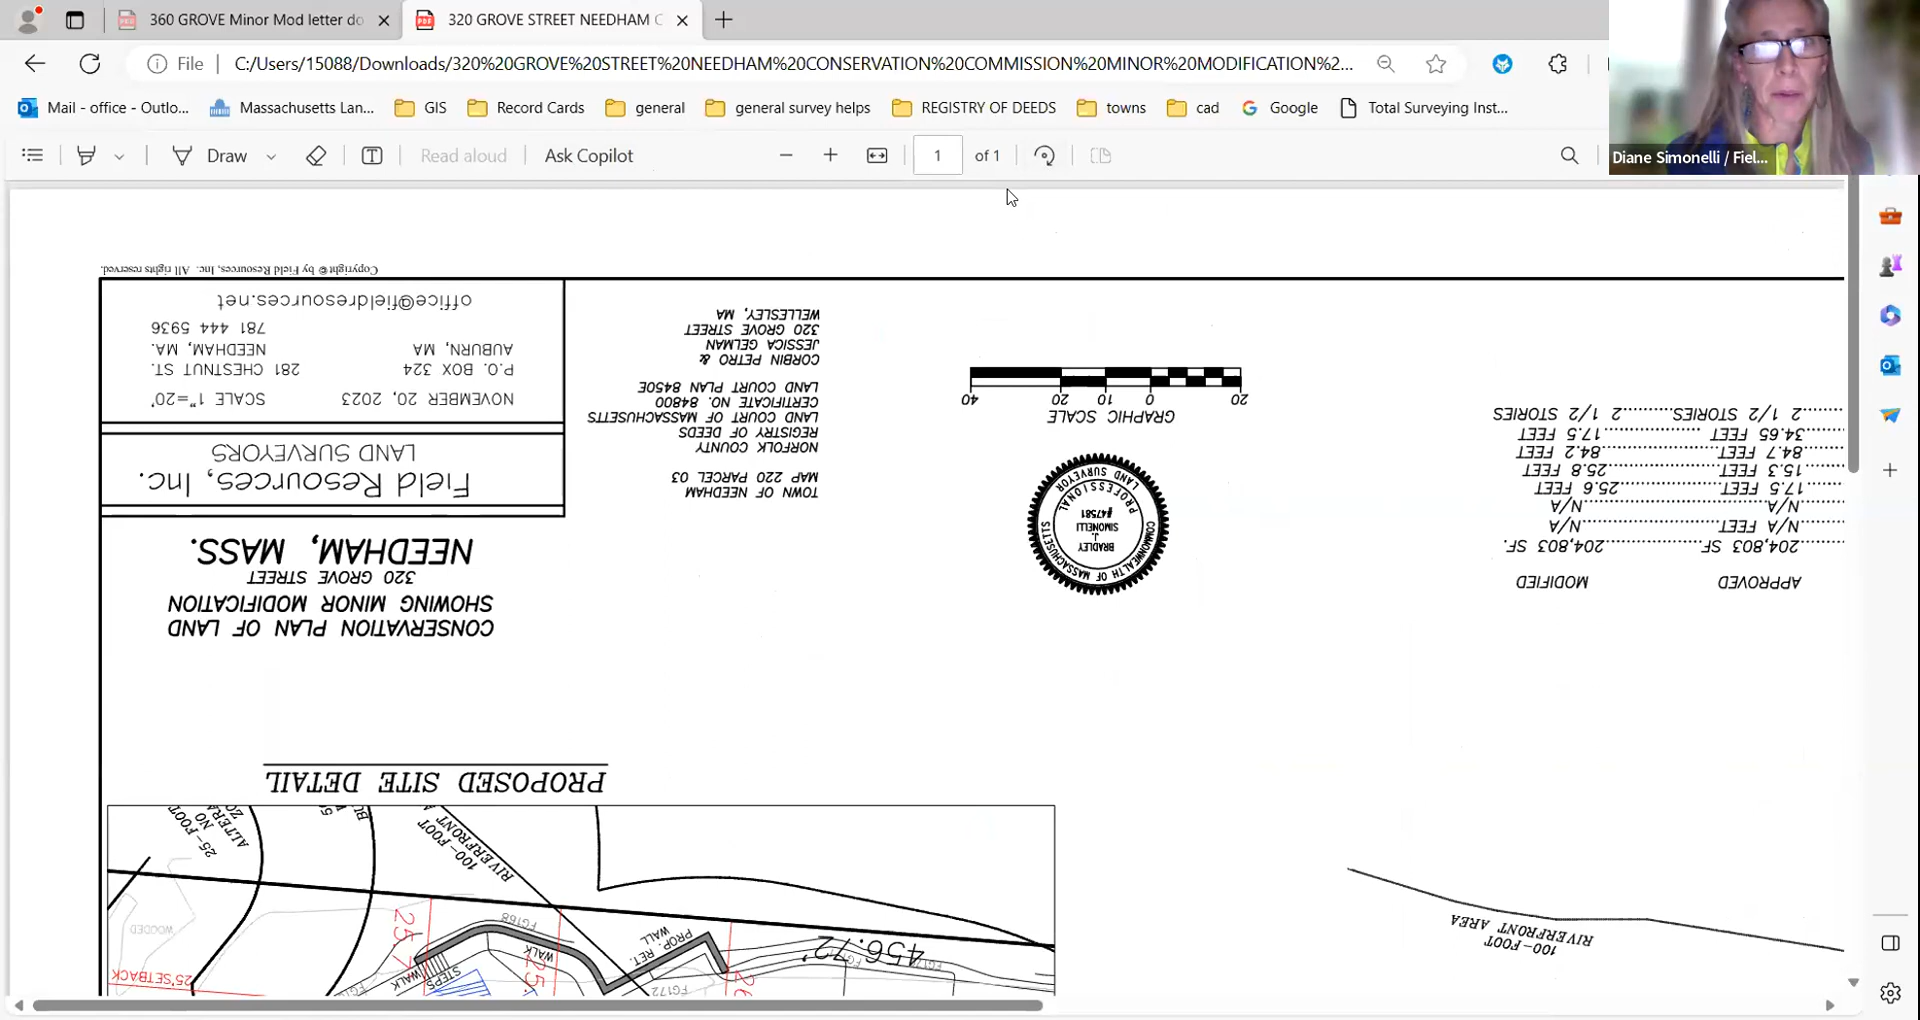 360 GROVE Minor Mod letter do
320 GROVE STREET NEEDHAM C
File
C:/Users/15088/Downloads/320%20GROVE%20STREET%20NEEDHAM%20CONSERVATION%20COMMISSION%20MINOR%20MODIFICATION%2...
Mail - office - Outlo...
Massachusetts Lan...
GIS
Record Cards
general
general survey helps
REGISTRY OF DEEDS
towns
cad
Google
Total Surveying Inst...
Draw
Read aloud
Ask Copilot
1
of 1
Diane Simonelli / Fiel...
Copyright © by Field Resources, Inc. All rights reserved.
office@fieldresources.net
781 444 5936
AUBURN, MA
NEEDHAM, MA.
P.O. BOX 324
281 CHESTNUT ST.
NOVEMBER 20, 2023
SCALE 1"=20'
LAND SURVEYORS
Field Resources, Inc.
NEEDHAM, MASS.
320 GROVE STREET
SHOWING MINOR MODIFICATION
CONSERVATION PLAN OF LAND
WELLESLEY, MA
320 GROVE STREET
JESSICA GELMAN
CORBIN PETRO &
LAND COURT PLAN 8450E
CERTIFICATE NO. 84800
LAND COURT OF MASSACHUSETTS
REGISTRY OF DEEDS
NORFOLK COUNTY
MAP 220 PARCEL 03
TOWN OF NEEDHAM
20 0 10 20 40
GRAPHIC SCALE
COMMONWEALTH OF MASSACHUSETTS
BRADLEY
J.
SIMONELLI
#47581
PROFESSIONAL
LAND SURVEYOR
2 1/2 STORIES 2 1/2 STORIES
34.65 FEET 17.5 FEET
84.7 FEET 84.2 FEET
15.3 FEET 25.8 FEET
17.5 FEET 25.6 FEET
N/A N/A
N/A FEET N/A
204,803 SF 204,803 SF.
APPROVED MODIFIED
PROPOSED SITE DETAIL
25-FOOT
NO
ALTERA
100-FOOT
RIVERFRONT A
WOODED
25'SETBACK
25.7
FG168
WALK
WALK
STEPS
25.
PROP. RET.
WALL
FG172
456.72'
26
100-FOOT
RIVERFRONT AREA